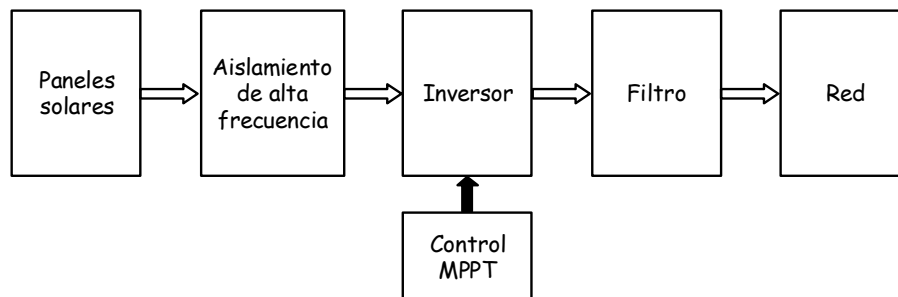 Paneles
solares
Aislamiento
de alta
frecuencia
Inversor
Filtro
Red
Control
MPPT